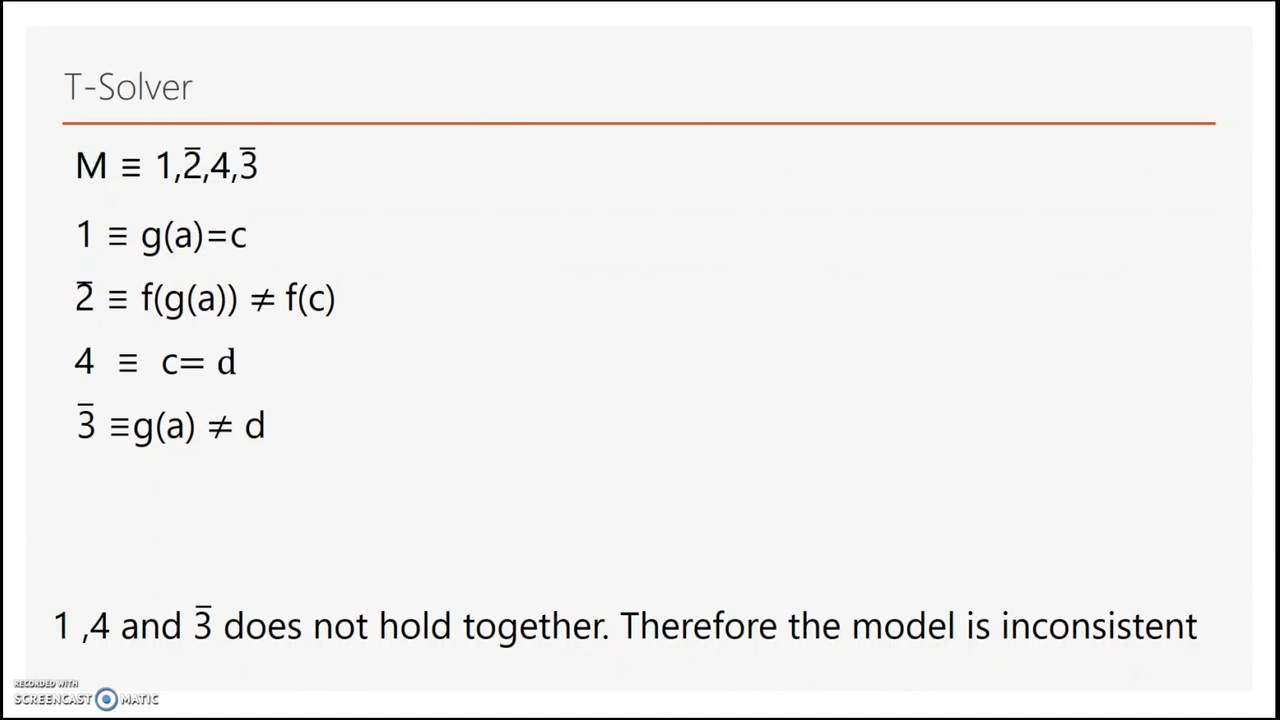 T-Solver
M ≡ 1,2̅,4,3̅
1 ≡ g(a)=c
2̅ ≡ f(g(a)) ≠ f(c)
4 ≡ c= d
3̅ ≡g(a) ≠ d
1 ,4 and 3̅ does not hold together. Therefore the model is inconsistent
RECORDED WITH
SCREENCAST MATIC